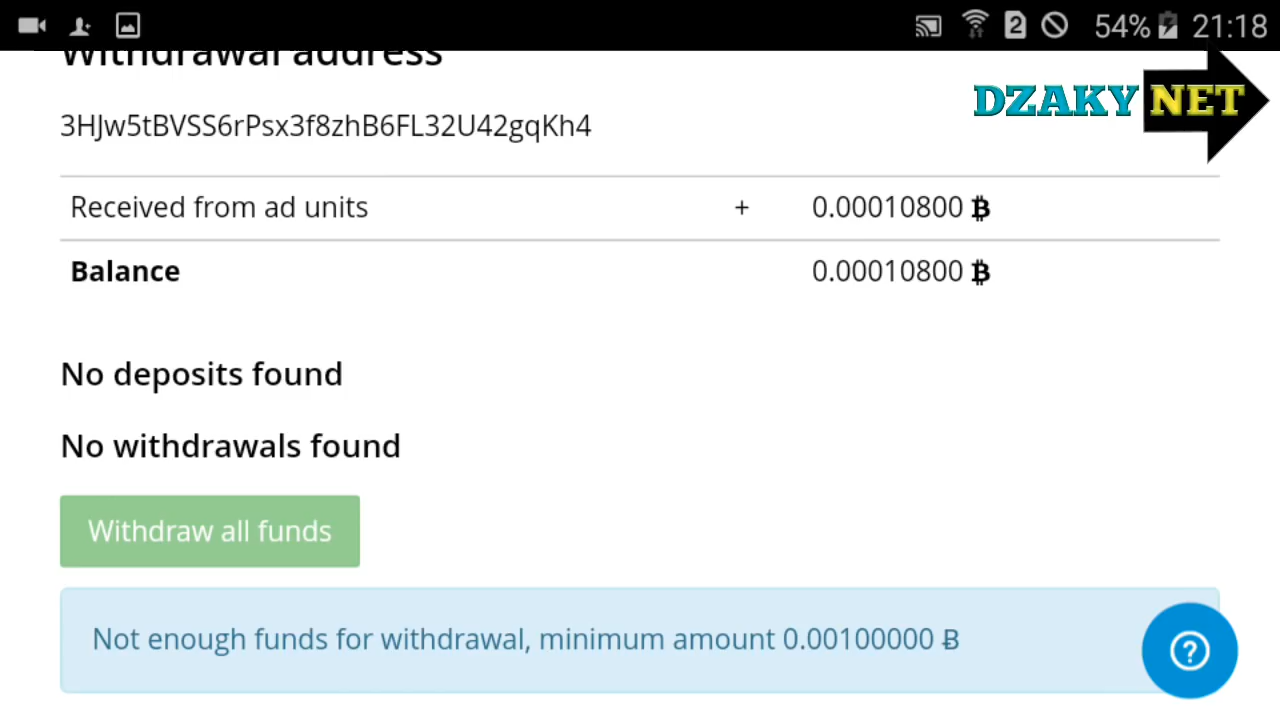 54% 21:18
Withdrawal address
DZAKY NET
3HJw5tBVSS6rPsx3f8zhB6FL32U42gqKh4
Received from ad units + 0.00010800 ₿
Balance 0.00010800 ₿
No deposits found
No withdrawals found
Withdraw all funds
Not enough funds for withdrawal, minimum amount 0.00100000 Ƀ